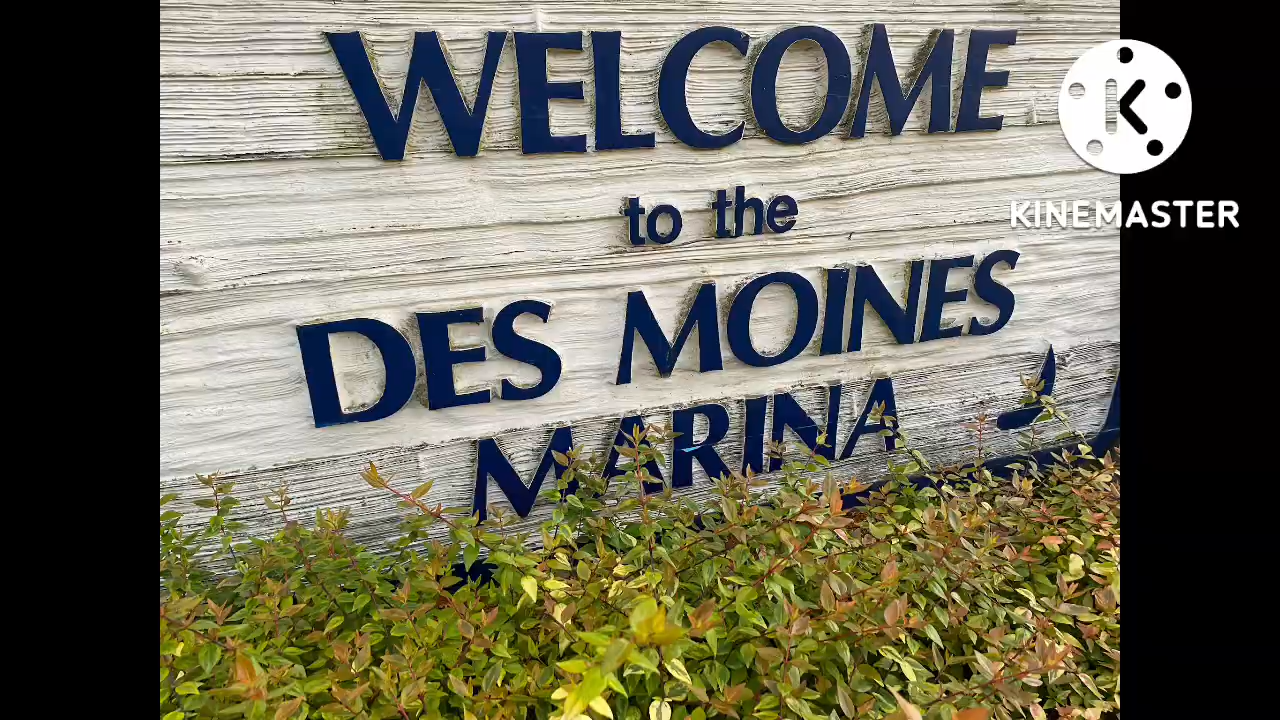 WELCOME
to the
DES MOINES
MARINA
KINEMASTER